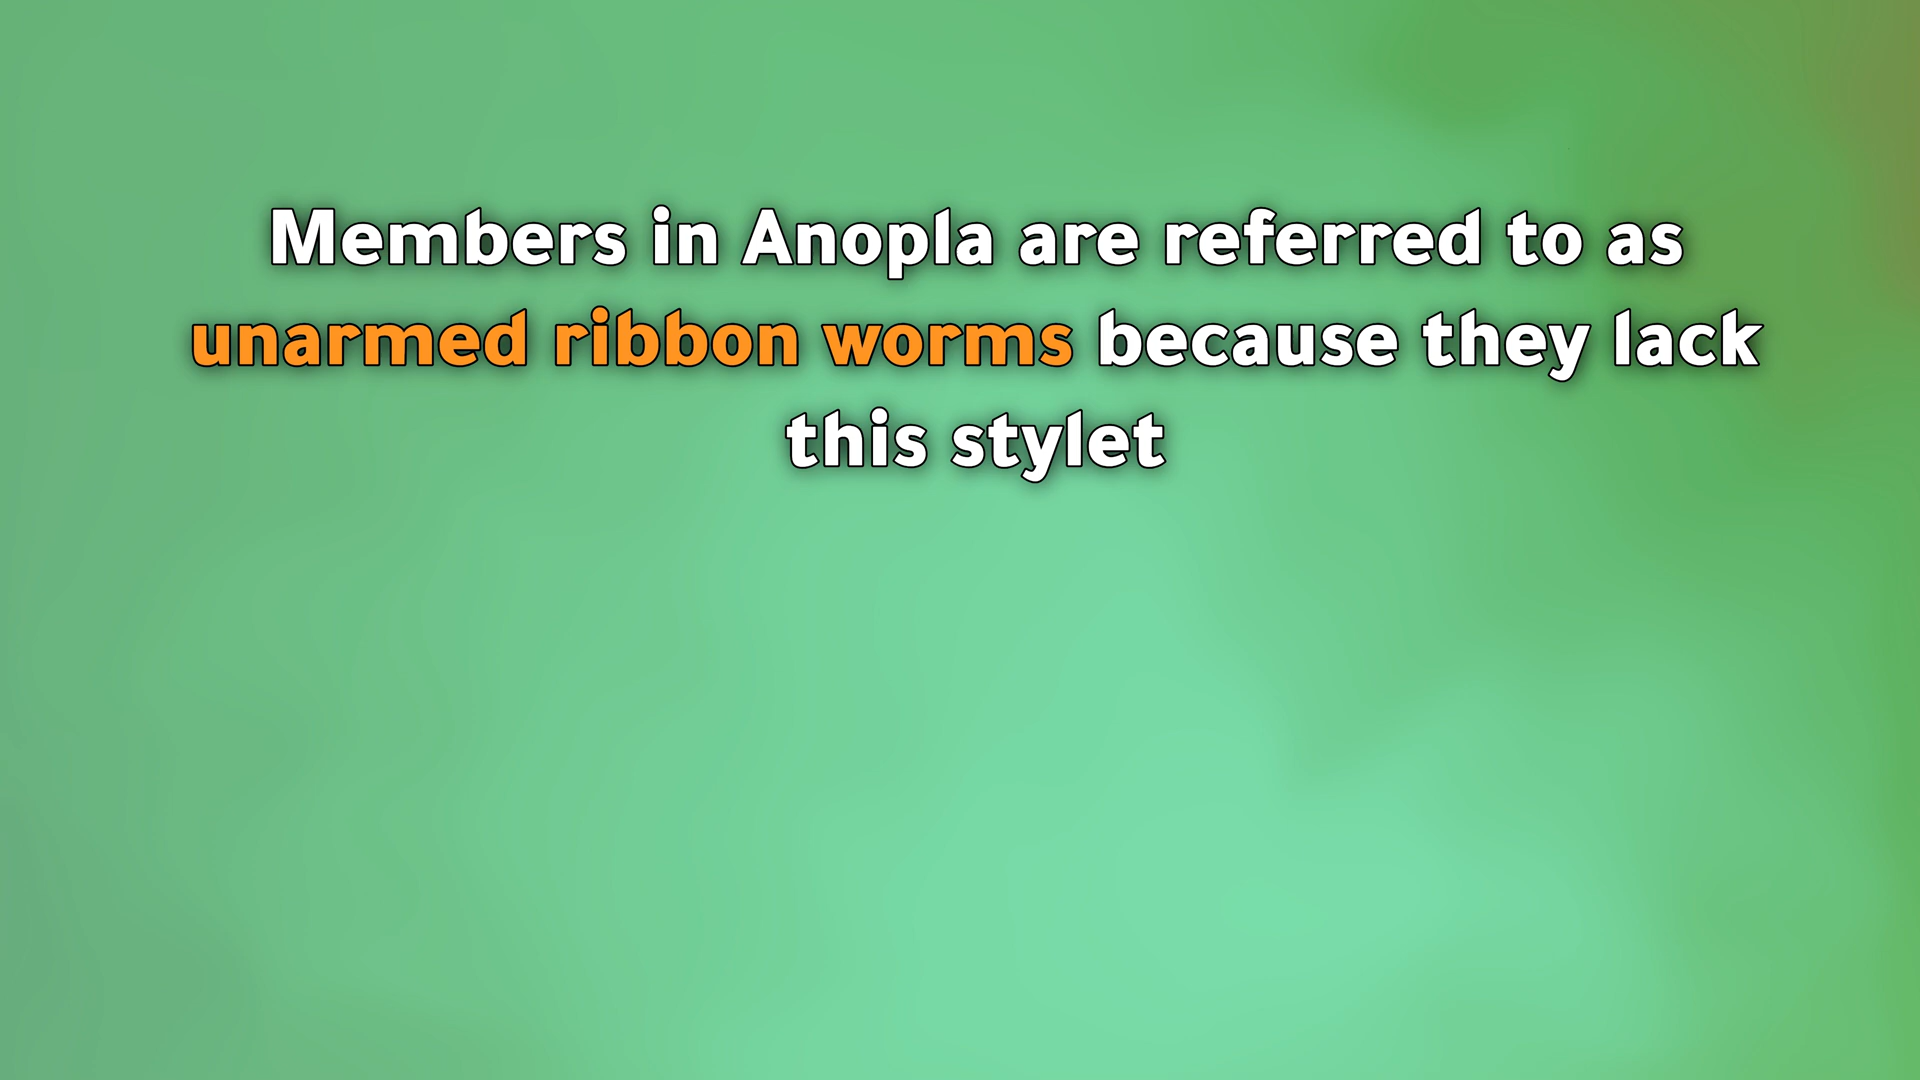 Members in Anopla are referred to as
unarmed ribbon worms because they lack
this stylet